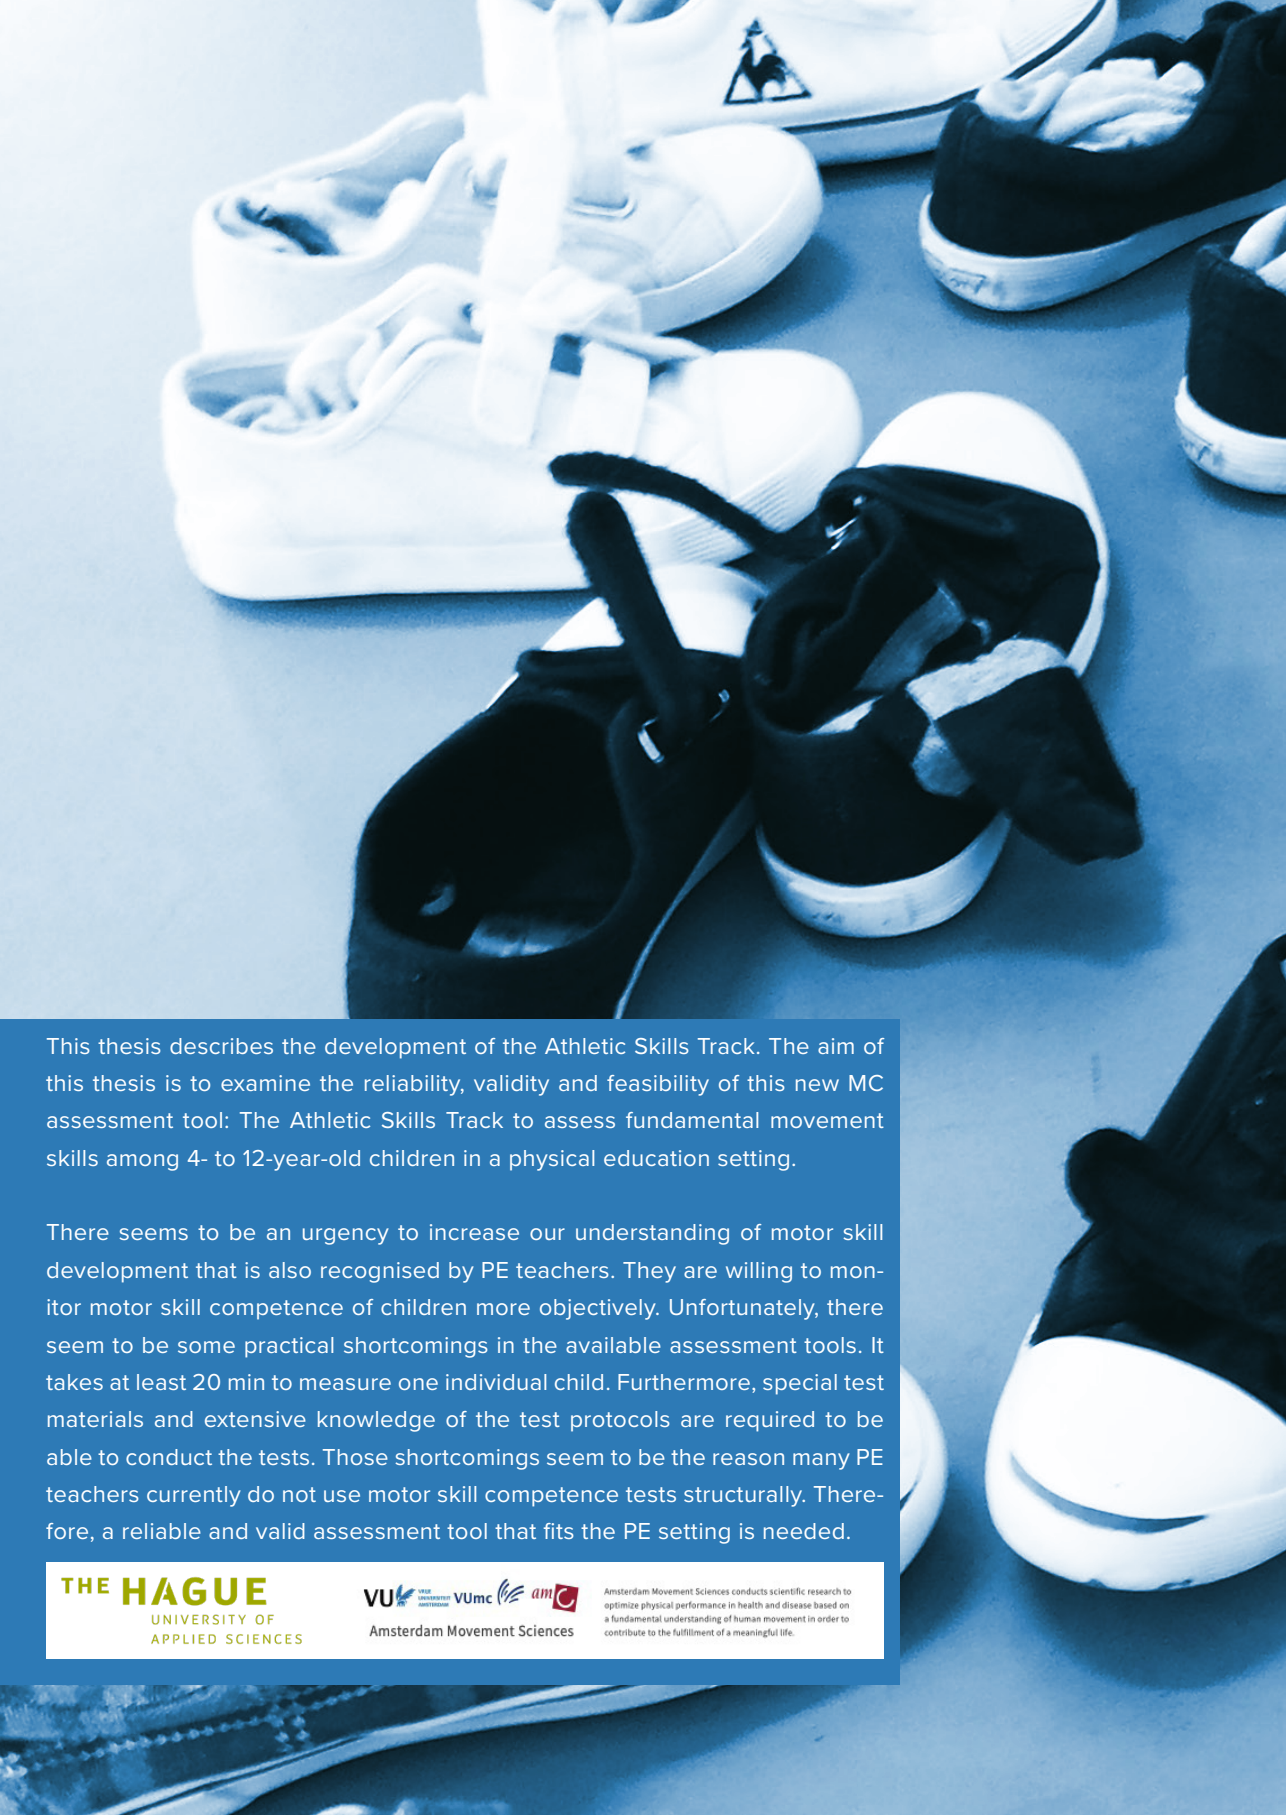 This thesis describes the development of the Athletic Skills Track. The aim of
this thesis is to examine the reliability, validity and feasibility of this new MC
assessment tool: The Athletic Skills Track to assess fundamental movement
skills among 4- to 12-year-old children in a physical education setting.
There seems to be an urgency to increase our understanding of motor skill
development that is also recognised by PE teachers. They are willing to mon-
itor motor skill competence of children more objectively. Unfortunately, there
seem to be some practical shortcomings in the available assessment tools. It
takes at least 20 min to measure one individual child. Furthermore, special test
materials and extensive knowledge of the test protocols are required to be
able to conduct the tests. Those shortcomings seem to be the reason many PE
teachers currently do not use motor skill competence tests structurally. There-
fore, a reliable and valid assessment tool that fits the PE setting is needed.
THE HAGUE
UNIVERSITY OF
APPLIED SCIENCES
VU VRIJE UNIVERSITEIT AMSTERDAM VUmc amC
Amsterdam Movement Sciences
Amsterdam Movement Sciences conducts scientific research to
optimize physical performance in health and disease based on
a fundamental understanding of human movement in order to
contribute to the fulfillment of a meaningful life.